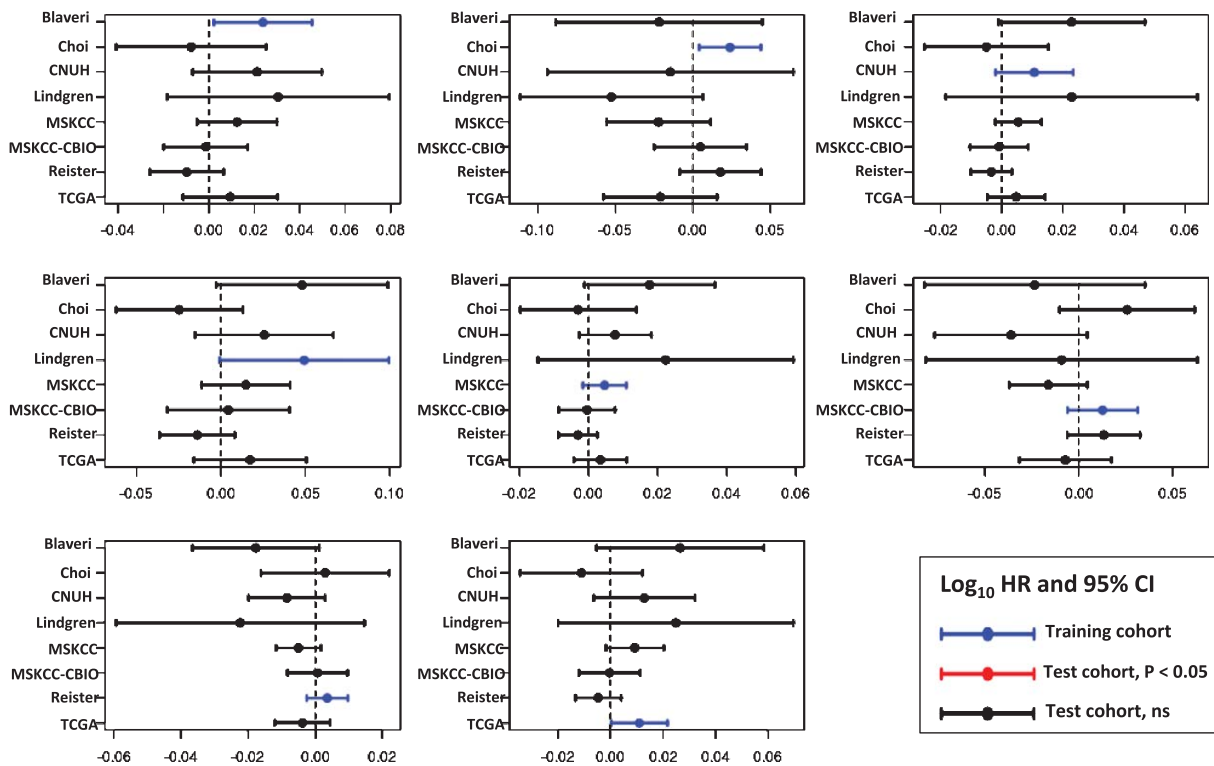 Blaveri
Choi
CNUH
Lindgren
MSKCC
MSKCC-CBIO
Reister
TCGA
-0.04 0.00 0.02 0.04 0.06 0.08
Blaveri
Choi
CNUH
Lindgren
MSKCC
MSKCC-CBIO
Reister
TCGA
-0.10 -0.05 0.00 0.05
Blaveri
Choi
CNUH
Lindgren
MSKCC
MSKCC-CBIO
Reister
TCGA
-0.02 0.00 0.02 0.04 0.06
Blaveri
Choi
CNUH
Lindgren
MSKCC
MSKCC-CBIO
Reister
TCGA
-0.05 0.00 0.05 0.10
Blaveri
Choi
CNUH
Lindgren
MSKCC
MSKCC-CBIO
Reister
TCGA
-0.02 0.00 0.02 0.04 0.06
Blaveri
Choi
CNUH
Lindgren
MSKCC
MSKCC-CBIO
Reister
TCGA
-0.05 0.00 0.05
Blaveri
Choi
CNUH
Lindgren
MSKCC
MSKCC-CBIO
Reister
TCGA
-0.06 -0.04 -0.02 0.00 0.02
Blaveri
Choi
CNUH
Lindgren
MSKCC
MSKCC-CBIO
Reister
TCGA
-0.02 0.00 0.02 0.04 0.06
Log₁₀ HR and 95% CI
Training cohort
Test cohort, P < 0.05
Test cohort, ns